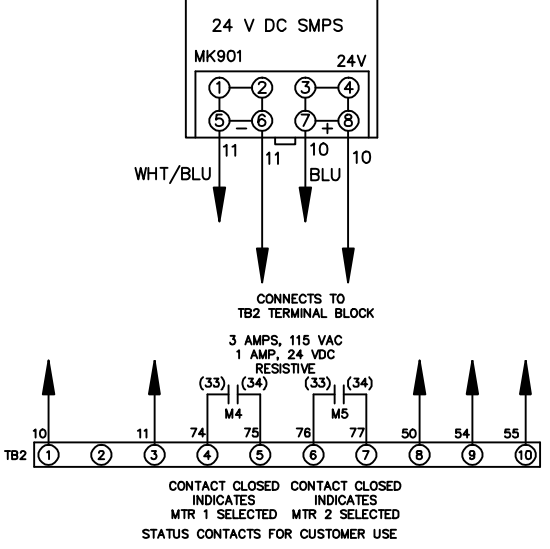 24 V DC SMPS
MK901 24V
1 2 3 4
5 - 6 7 + 8
11 11 10 10
WHT/BLU BLU
CONNECTS TO
TB2 TERMINAL BLOCK
3 AMPS, 115 VAC
1 AMP, 24 VDC
RESISTIVE
(33) (34) (33) (34)
M4 M5
10 11 74 75 76 77 50 54 55
TB2 1 2 3 4 5 6 7 8 9 10
CONTACT CLOSED CONTACT CLOSED
INDICATES INDICATES
MTR 1 SELECTED MTR 2 SELECTED
STATUS CONTACTS FOR CUSTOMER USE